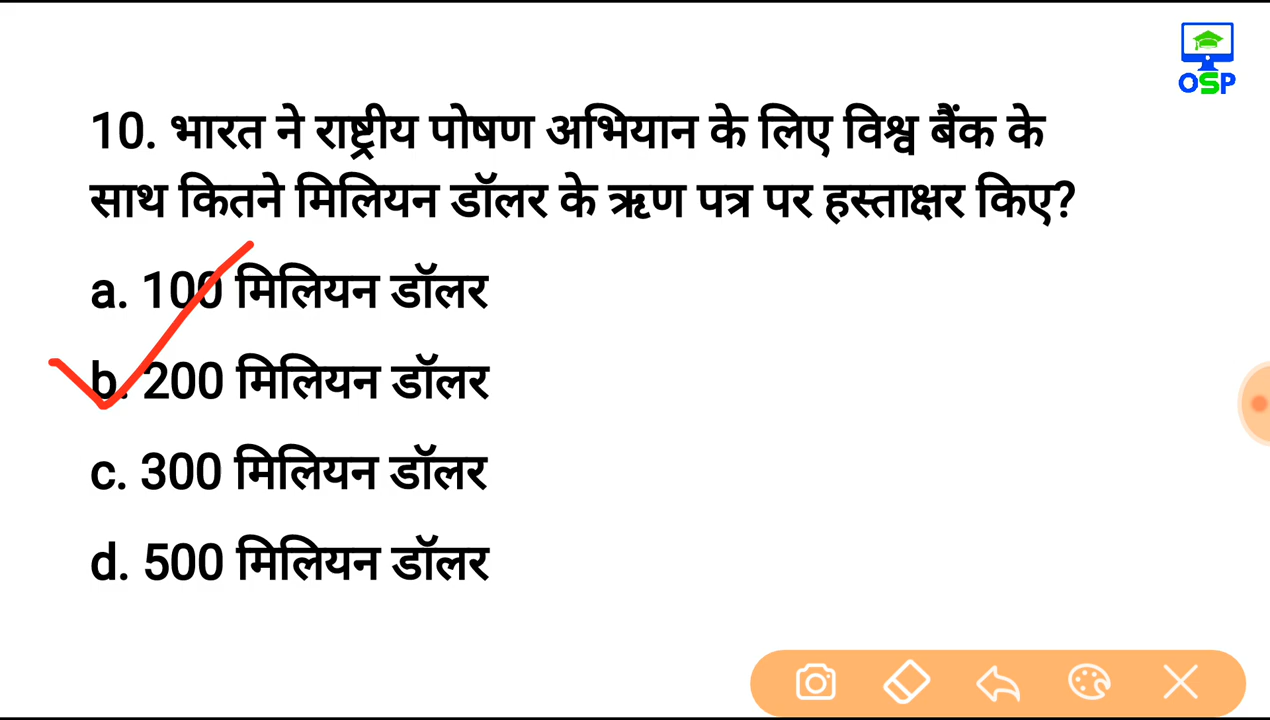 OSP
10. भारत ने राष्ट्रीय पोषण अभियान के लिए विश्व बैंक के
साथ कितने मिलियन डॉलर के ऋण पत्र पर हस्ताक्षर किए?
a. 100 मिलियन डॉलर
b. 200 मिलियन डॉलर
c. 300 मिलियन डॉलर
d. 500 मिलियन डॉलर